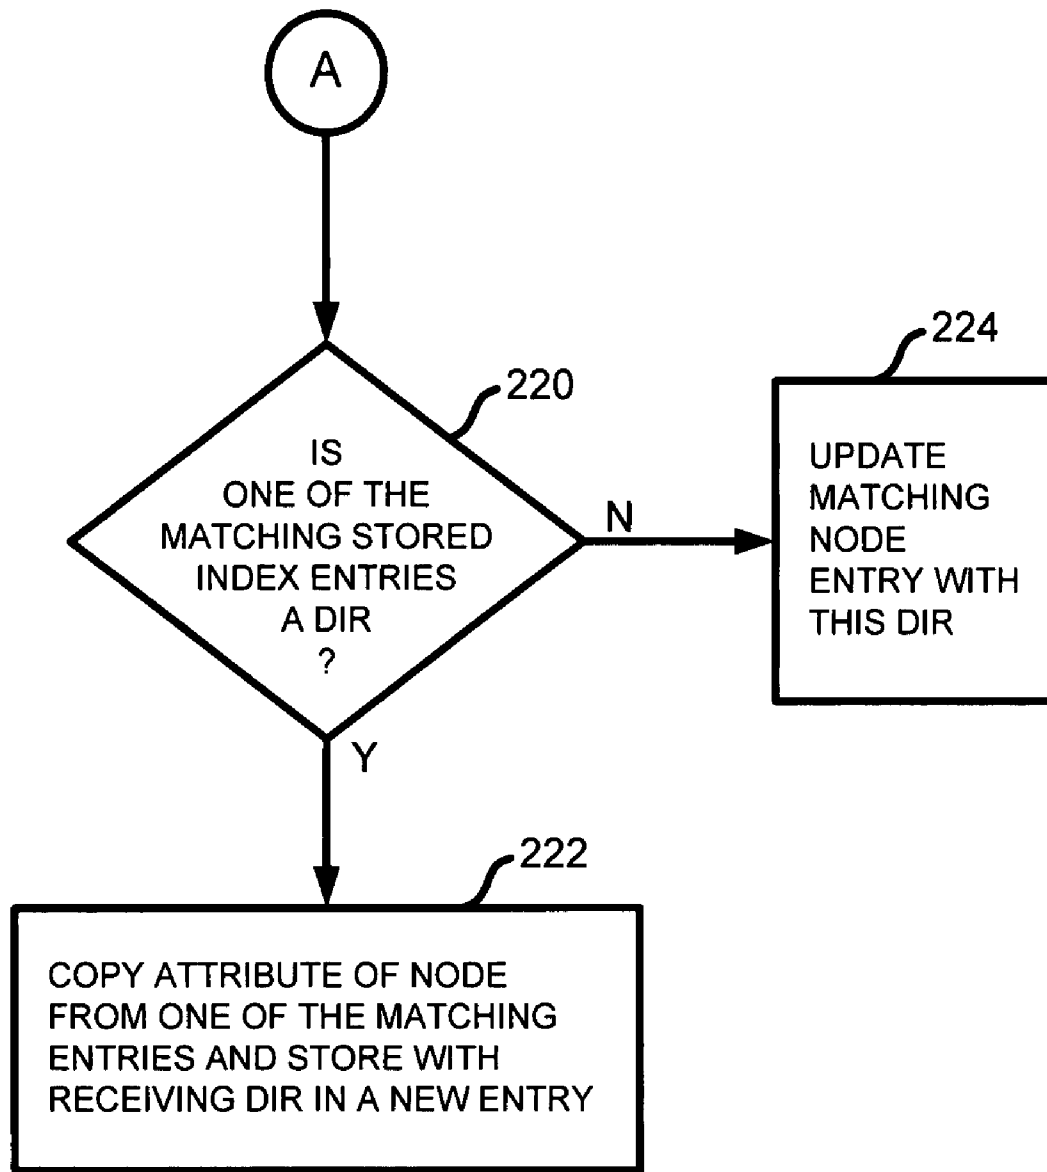 A
220
IS
ONE OF THE
MATCHING STORED
INDEX ENTRIES
A DIR
?
N
224
UPDATE
MATCHING
NODE
ENTRY WITH
THIS DIR
Y
222
COPY ATTRIBUTE OF NODE
FROM ONE OF THE MATCHING
ENTRIES AND STORE WITH
RECEIVING DIR IN A NEW ENTRY